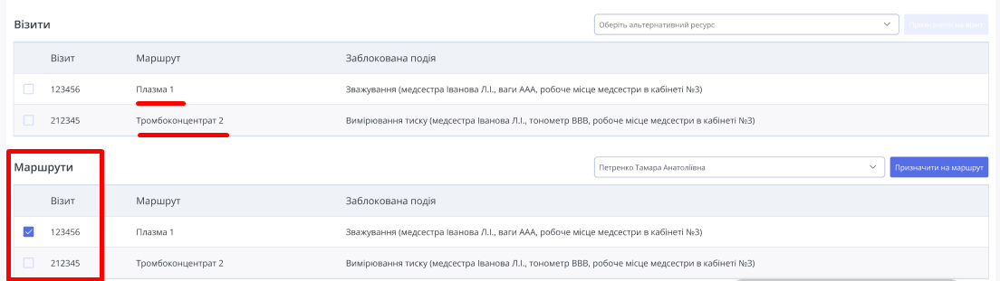 Візити
Оберіть альтернативний ресурс
Призначити на візит
Візит Маршрут Заблокована подія
123456 Плазма 1 Зважування (медсестра Іванова Л.І., ваги ААА, робоче місце медсестри в кабінеті №3)
212345 Тромбоконцентрат 2 Вимірювання тиску (медсестра Іванова Л.І., тонометр ВВВ, робоче місце медсестри в кабінеті №3)
Маршрути
Петренко Тамара Анатоліївна
Призначити на маршрут
Візит Маршрут Заблокована подія
123456 Плазма 1 Зважування (медсестра Іванова Л.І., ваги ААА, робоче місце медсестри в кабінеті №3)
212345 Тромбоконцентрат 2 Вимірювання тиску (медсестра Іванова Л.І., тонометр ВВВ, робоче місце медсестри в кабінеті №3)